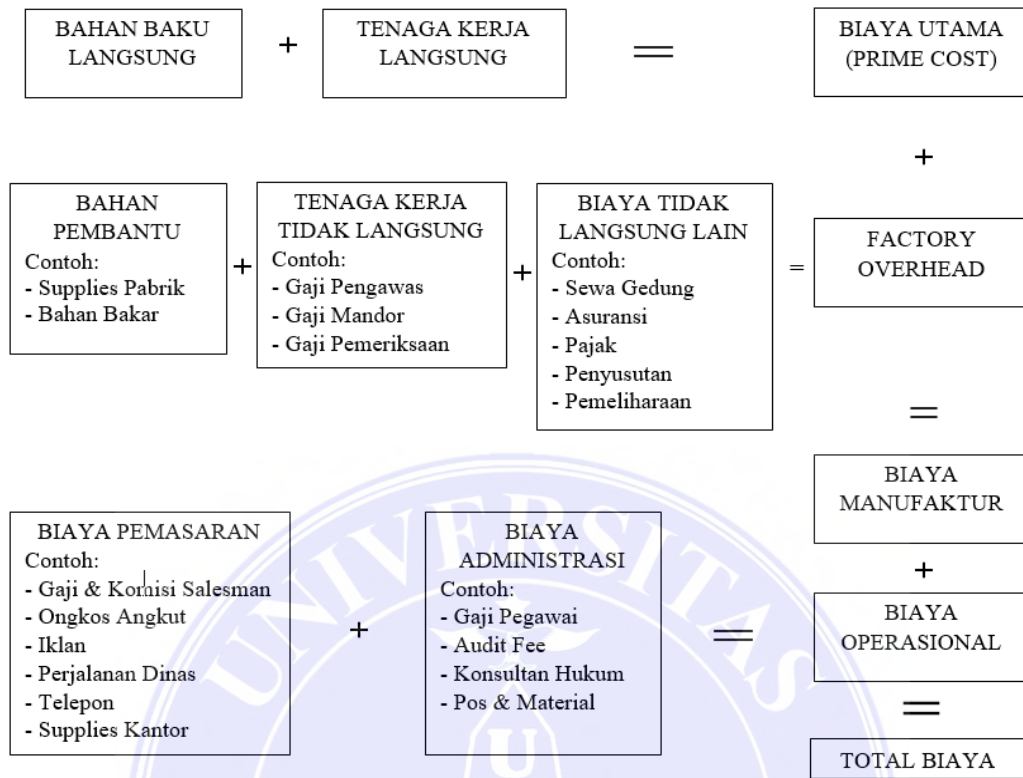 BAHAN BAKU
LANGSUNG
+
TENAGA KERJA
LANGSUNG
=
BIAYA UTAMA
(PRIME COST)
+
BAHAN
PEMBANTU
Contoh:
- Supplies Pabrik
- Bahan Bakar
+
TENAGA KERJA
TIDAK LANGSUNG
Contoh:
- Gaji Pengawas
- Gaji Mandor
- Gaji Pemeriksaan
+
BIAYA TIDAK
LANGSUNG LAIN
Contoh:
- Sewa Gedung
- Asuransi
- Pajak
- Penyusutan
- Pemeliharaan
=
FACTORY
OVERHEAD
=
BIAYA
MANUFAKTUR
+
BIAYA PEMASARAN
Contoh:
- Gaji & Komisi Salesman
- Ongkos Angkut
- Iklan
- Perjalanan Dinas
- Telepon
- Supplies Kantor
+
BIAYA
ADMINISTRASI
Contoh:
- Gaji Pegawai
- Audit Fee
- Konsultan Hukum
- Pos & Material
=
BIAYA
OPERASIONAL
=
TOTAL BIAYA
UNIVERSITAS
U